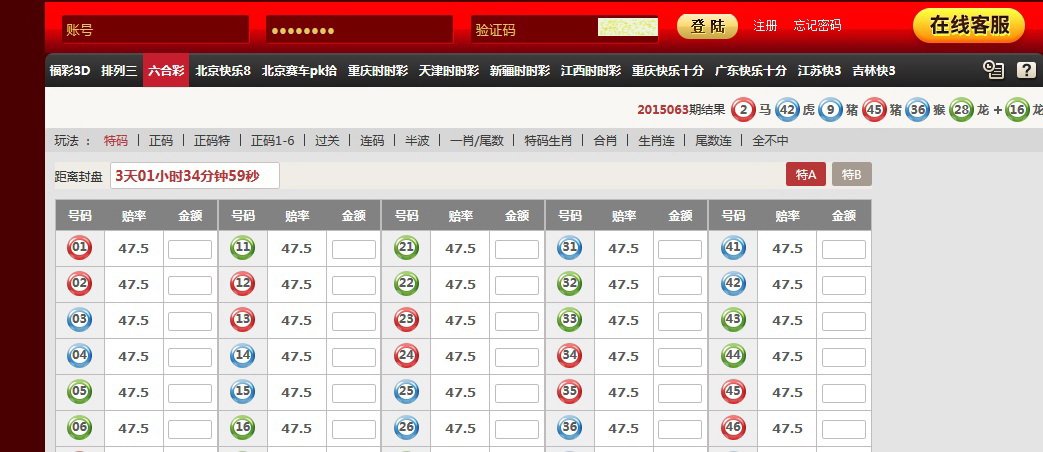 账号 ●●●●●●●● 验证码 登 陆 注册 忘记密码 在线客服
福彩3D 排列三 六合彩 北京快乐8 北京赛车pk拾 重庆时时彩 天津时时彩 新疆时时彩 江西时时彩 重庆快乐十分 广东快乐十分 江苏快3 吉林快3 ?
2015063期结果 2 马 42 虎 9 猪 45 猪 36 猴 28 龙 + 16 龙
玩法 : 特码 | 正码 | 正码特 | 正码1-6 | 过关 | 连码 | 半波 | 一肖/尾数 | 特码生肖 | 合肖 | 生肖连 | 尾数连 | 全不中
距离封盘 3天01小时34分钟59秒 特A 特B
号码 赔率 金额 号码 赔率 金额 号码 赔率 金额 号码 赔率 金额 号码 赔率 金额
01 47.5 11 47.5 21 47.5 31 47.5 41 47.5
02 47.5 12 47.5 22 47.5 32 47.5 42 47.5
03 47.5 13 47.5 23 47.5 33 47.5 43 47.5
04 47.5 14 47.5 24 47.5 34 47.5 44 47.5
05 47.5 15 47.5 25 47.5 35 47.5 45 47.5
06 47.5 16 47.5 26 47.5 36 47.5 46 47.5